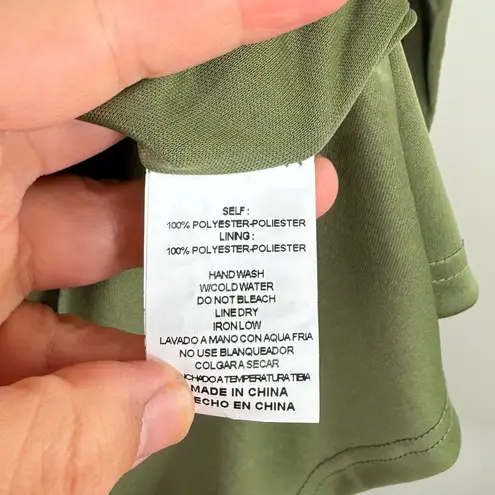 SELF:
100% POLYESTER-POLIESTER
LINING:
100% POLYESTER-POLIESTER
HAND WASH
W/COLD WATER
DO NOT BLEACH
LINE DRY
IRON LOW
LAVADO A MANO CON AQUA FRIA
NO USE BLANQUEADOR
COLGAR A SECAR
A TEMPERATURA TIBIA
MADE IN CHINA
EN CHINA